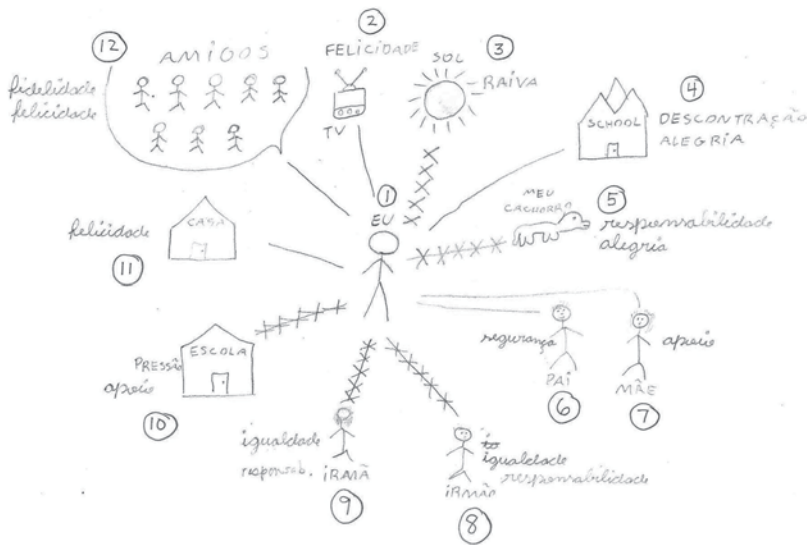 12
AMIGOS
fidelidade
felicidade
2
FELICIDADE
TV
3
SOL
RAIVA
4
SCHOOL
DESCONTRAÇÃO
ALEGRIA
1
EU
5
MEU
CACHORRO
responsabilidade
alegria
CASA
felicidade
11
segurança
PAI
6
apoio
MÃE
7
ESCOLA
PRESSÃO
apoio
10
igualdade
responsab.
IRMÃ
9
igualdade
responsabilidade
IRMÃO
8